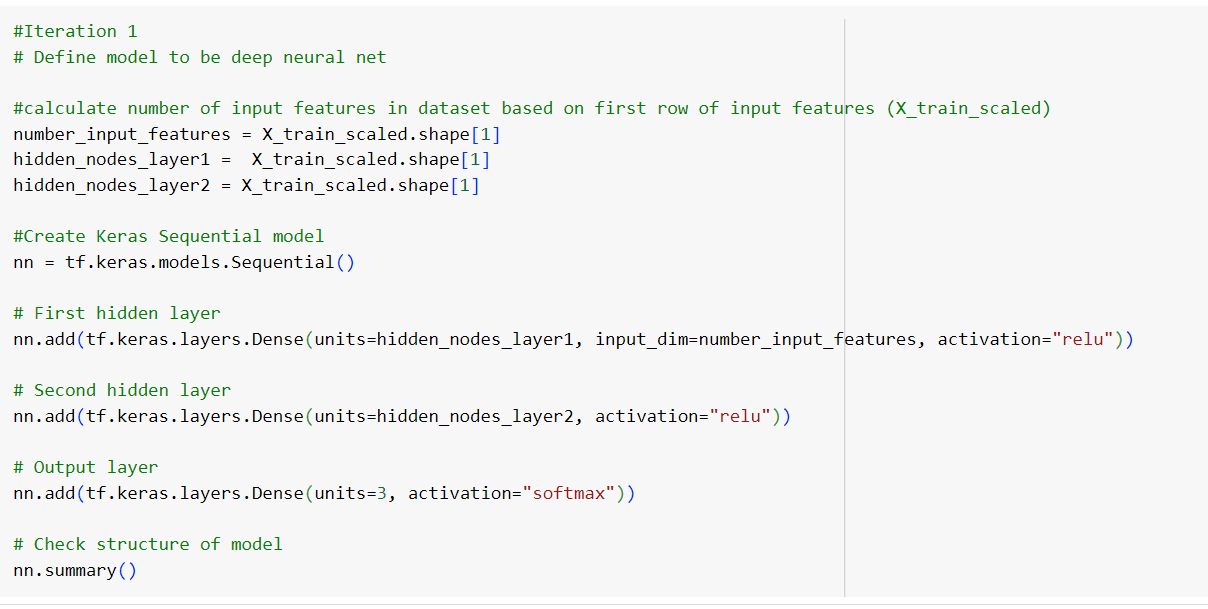 #Iteration 1
# Define model to be deep neural net
#calculate number of input features in dataset based on first row of input features (X_train_scaled)
number_input_features = X_train_scaled.shape[1]
hidden_nodes_layer1 =  X_train_scaled.shape[1]
hidden_nodes_layer2 = X_train_scaled.shape[1]
#Create Keras Sequential model
nn = tf.keras.models.Sequential()
# First hidden layer
nn.add(tf.keras.layers.Dense(units=hidden_nodes_layer1, input_dim=number_input_features, activation="relu"))
# Second hidden layer
nn.add(tf.keras.layers.Dense(units=hidden_nodes_layer2, activation="relu"))
# Output layer
nn.add(tf.keras.layers.Dense(units=3, activation="softmax"))
# Check structure of model
nn.summary()